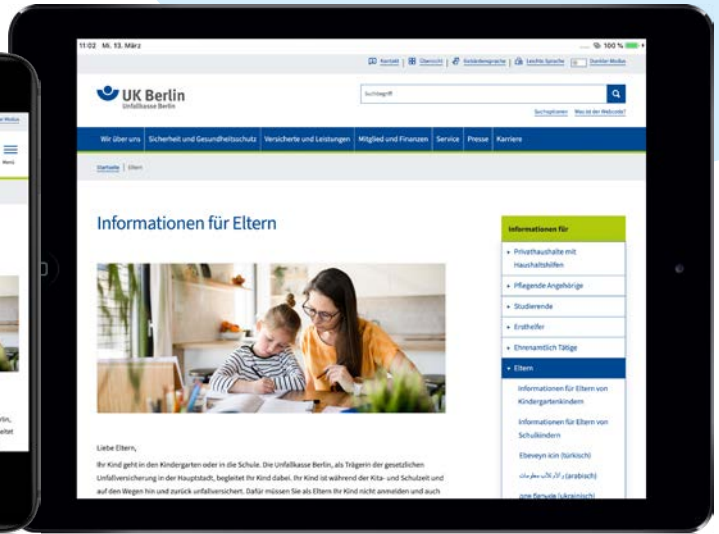 11:02 Mi. 13. März
100 %
Kontakt | Übersicht | Gebärdensprache | Leichte Sprache | Dunkler Modus
UK Berlin
Unfallkasse Berlin
Suchbegriff
Suchoptionen Was ist der Webcode?
Wir über uns Sicherheit und Gesundheitsschutz Versicherte und Leistungen Mitglied und Finanzen Service Presse Karriere
Startseite | Eltern
Menü
Informationen für Eltern
Informationen für
Privathaushalte mit
Haushaltshilfen
Pflegende Angehörige
Studierende
Ersthelfer
Ehrenamtlich Tätige
Eltern
Informationen für Eltern von
Kindergartenkindern
Informationen für Eltern von
Schulkindern
Ebeveyn icin (türkisch)
(arabisch)
(ukrainisch)
Liebe Eltern,
Ihr Kind geht in den Kindergarten oder in die Schule. Die Unfallkasse Berlin, als Trägerin der gesetzlichen
Unfallversicherung in der Hauptstadt, begleitet Ihr Kind dabei. Ihr Kind ist während der Kita- und Schulzeit und
auf den Wegen hin und zurück unfallversichert. Dafür müssen Sie als Eltern Ihr Kind nicht anmelden und auch